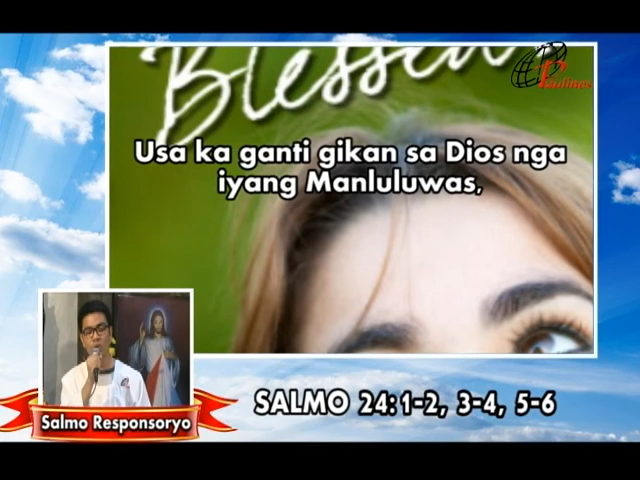 Blessed
Usa ka ganti gikan sa Dios nga
iyang Manluluwas,
SALMO 24:1-2, 3-4, 5-6
Salmo Responsoryo